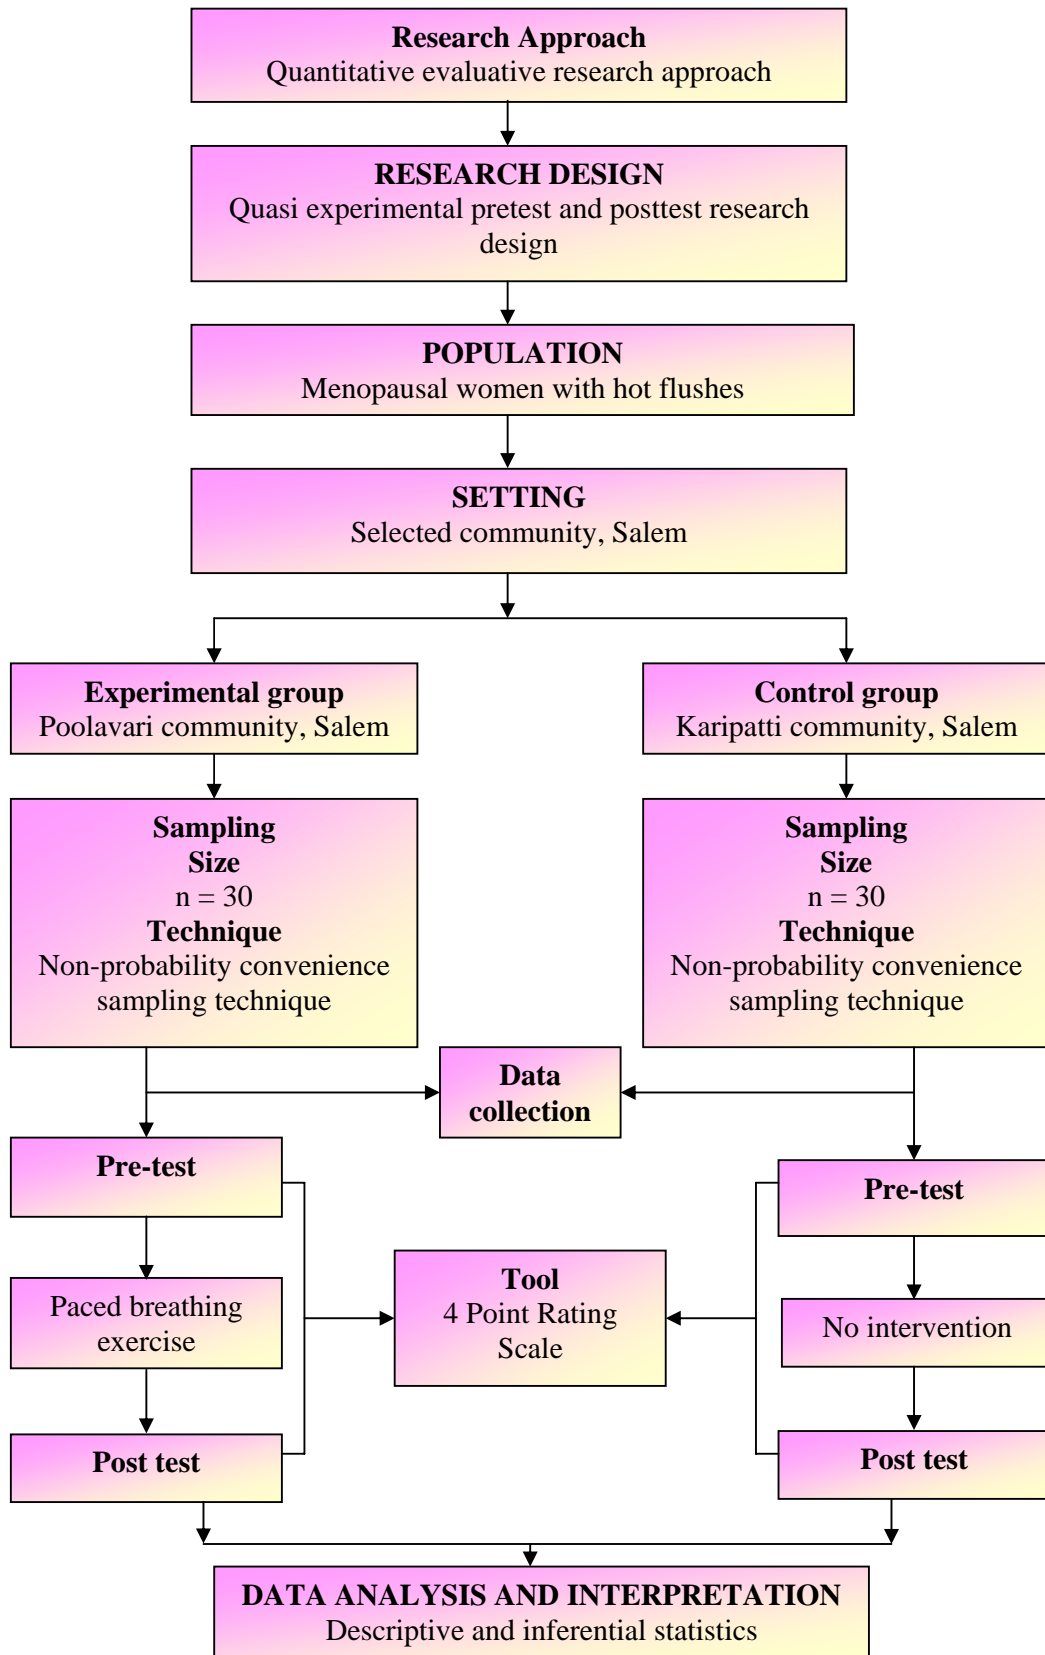 Research Approach
Quantitative evaluative research approach
RESEARCH DESIGN
Quasi experimental pretest and posttest research
design
POPULATION
Menopausal women with hot flushes
SETTING
Selected community, Salem
Experimental group
Poolavari community, Salem
Control group
Karipatti community, Salem
Sampling
Size
n = 30
Technique
Non-probability convenience
sampling technique
Sampling
Size
n = 30
Technique
Non-probability convenience
sampling technique
Data
collection
Pre-test
Pre-test
Paced breathing
exercise
Tool
4 Point Rating
Scale
No intervention
Post test
Post test
DATA ANALYSIS AND INTERPRETATION
Descriptive and inferential statistics